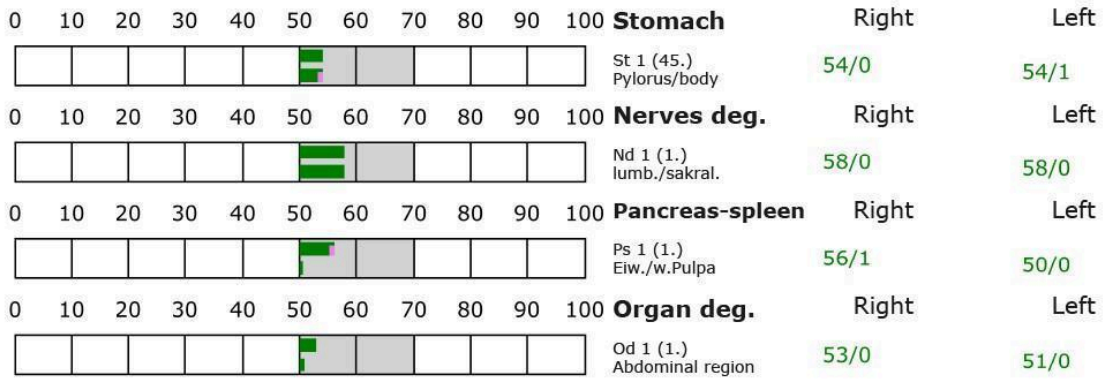 0 10 20 30 40 50 60 70 80 90 100 Stomach Right Left
St 1 (45.) 54/0 54/1
Pylorus/body
0 10 20 30 40 50 60 70 80 90 100 Nerves deg. Right Left
Nd 1 (1.) 58/0 58/0
lumb./sakral.
0 10 20 30 40 50 60 70 80 90 100 Pancreas-spleen Right Left
Ps 1 (1.) 56/1 50/0
Eiw./w.Pulpa
0 10 20 30 40 50 60 70 80 90 100 Organ deg. Right Left
Od 1 (1.) 53/0 51/0
Abdominal region